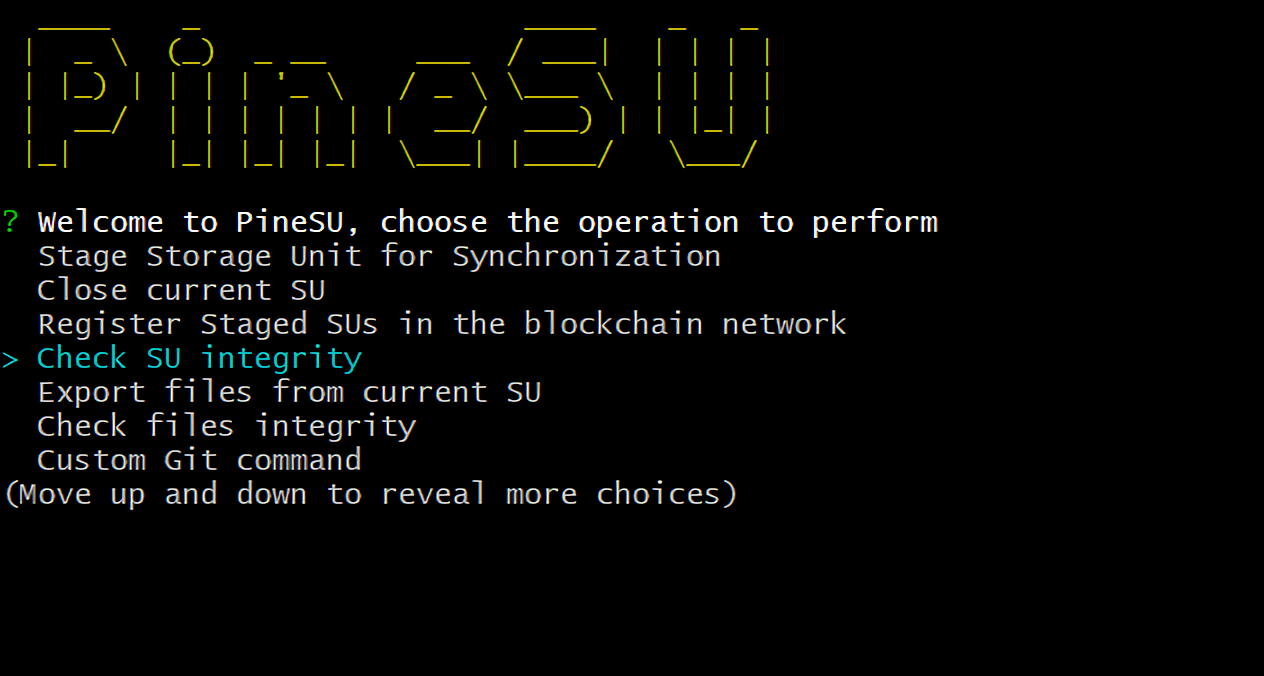 PineSU
? Welcome to PineSU, choose the operation to perform
Stage Storage Unit for Synchronization
Close current SU
Register Staged SUs in the blockchain network
> Check SU integrity
Export files from current SU
Check files integrity
Custom Git command
(Move up and down to reveal more choices)